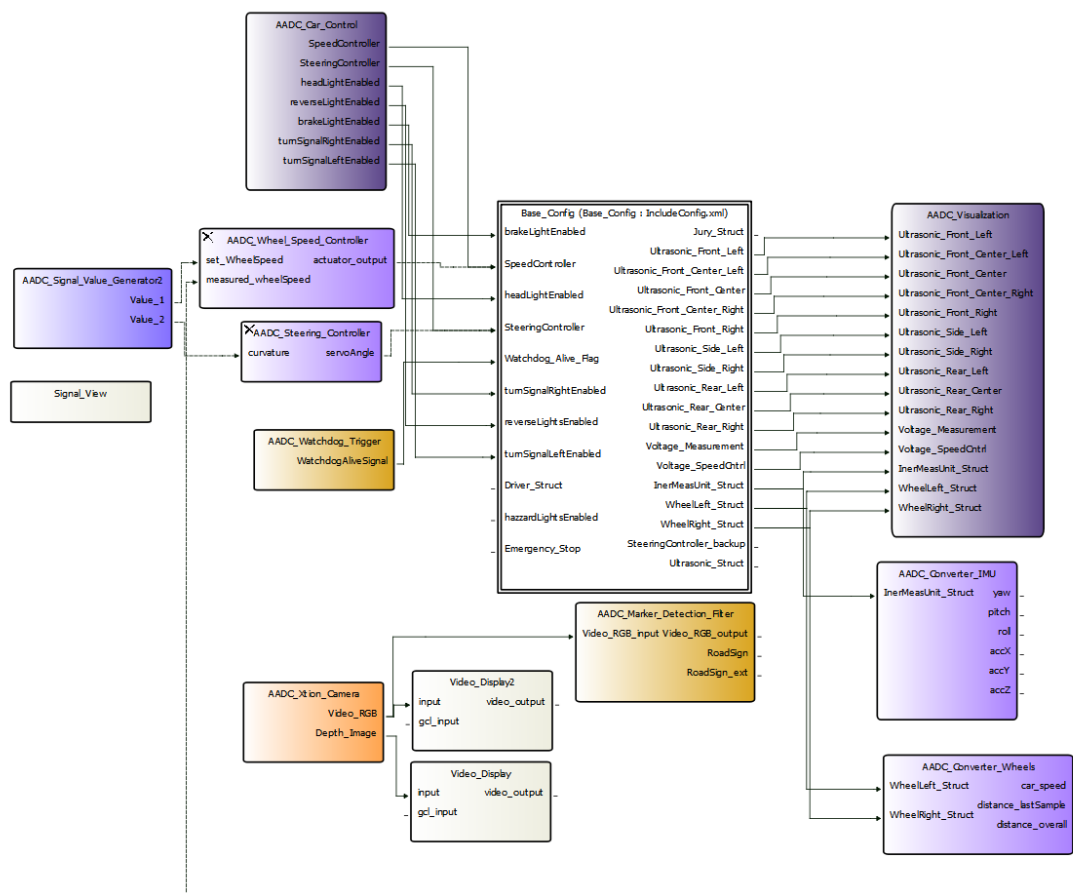 AADC_Car_Control
SpeedController
SteeringController
headLightEnabled
reverseLightEnabled
brakeLightEnabled
turnSignalRightEnabled
turnSignalLeftEnabled
AADC_Wheel_Speed_Controller
set_WheelSpeed actuator_output
measured_wheelSpeed
AADC_Signal_Value_Generator2
Value_1
Value_2
AADC_Steering_Controller
curvature servoAngle
Signal_View
AADC_Watchdog_Trigger
WatchdogAliveSignal
Base_Config (Base_Config : IncludeConfig.xml)
brakeLightEnabled
SpeedController
headLightEnabled
SteeringController
Watchdog_Alive_Flag
turnSignalRightEnabled
reverseLightsEnabled
turnSignalLeftEnabled
Driver_Struct
hazzardLightsEnabled
Emergency_Stop
Jury_Struct
Ultrasonic_Front_Left
Ultrasonic_Front_Center_Left
Ultrasonic_Front_Center
Ultrasonic_Front_Center_Right
Ultrasonic_Front_Right
Ultrasonic_Side_Left
Ultrasonic_Side_Right
Ultrasonic_Rear_Left
Ultrasonic_Rear_Center
Ultrasonic_Rear_Right
Voltage_Measurement
Voltage_SpeedCntrl
InerMeasUnit_Struct
WheelLeft_Struct
WheelRight_Struct
SteeringController_backup
Ultrasonic_Struct
AADC_Visualization
Ultrasonic_Front_Left
Ultrasonic_Front_Center_Left
Ultrasonic_Front_Center
Ultrasonic_Front_Center_Right
Ultrasonic_Front_Right
Ultrasonic_Side_Left
Ultrasonic_Side_Right
Ultrasonic_Rear_Left
Ultrasonic_Rear_Center
Ultrasonic_Rear_Right
Voltage_Measurement
Voltage_SpeedCntrl
InerMeasUnit_Struct
WheelLeft_Struct
WheelRight_Struct
AADC_Converter_IMU
InerMeasUnit_Struct yaw
pitch
roll
accX
accY
accZ
AADC_Marker_Detection_Filter
Video_RGB_input Video_RGB_output
RoadSign
RoadSign_ext
AADC_Xtion_Camera
Video_RGB
Depth_Image
Video_Display2
input video_output
gcl_input
Video_Display
input video_output
gcl_input
AADC_Converter_Wheels
WheelLeft_Struct car_speed
distance_lastSample
WheelRight_Struct
distance_overall